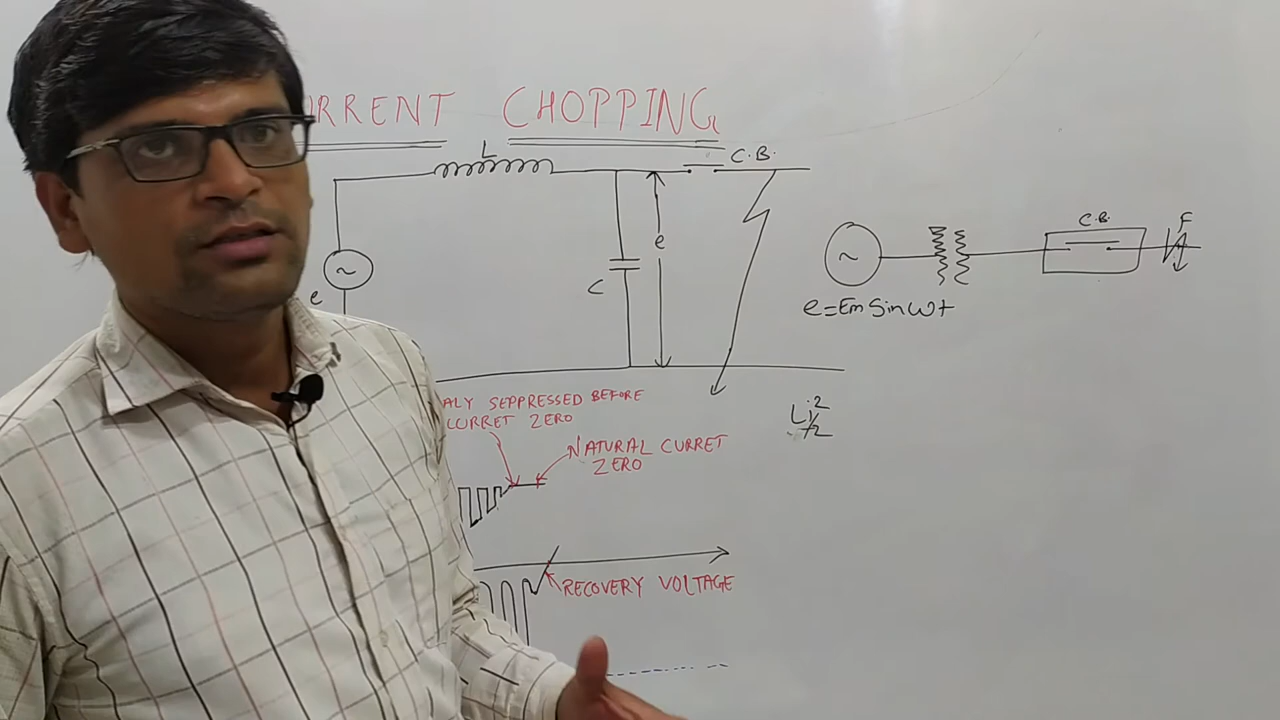 RRENT CHOPPING
L
C.B.
e
C
e
C.B.
F
e=Em Sin ωt
ALY SEPPRESSED BEFORE
CURRET ZERO
NATURAL CURRET
ZERO
Li²/2
RECOVERY VOLTAGE